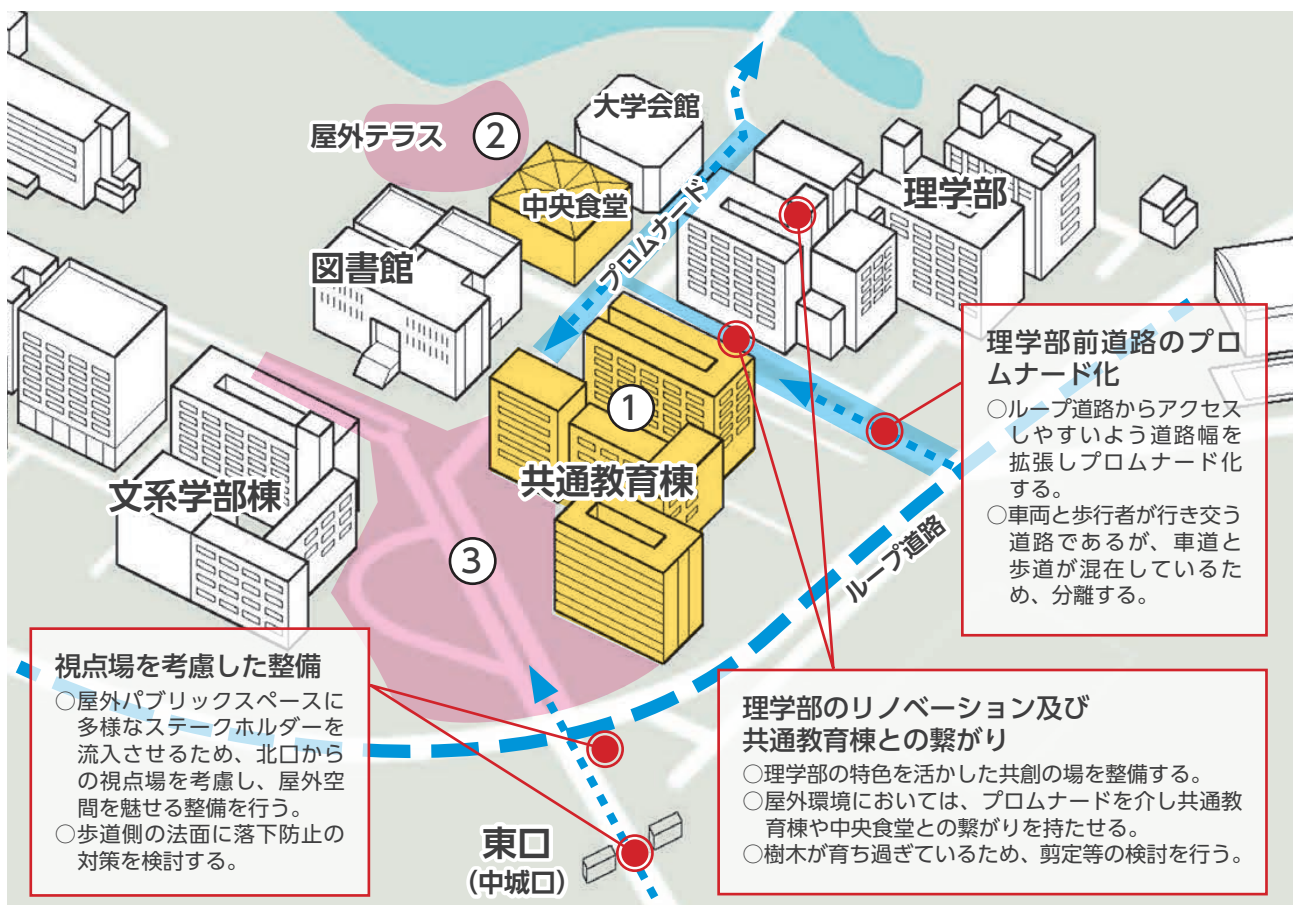 大学会館
屋外テラス
②
中央食堂
理学部
プロムナード
図書館
①
共通教育棟
文系学部棟
③
ループ道路
理学部前道路のプロ
ムナード化
○ループ道路からアクセス
しやすいよう道路幅を
拡張しプロムナード化
する。
○車両と歩行者が行き交う
道路であるが、車道と
歩道が混在しているた
め、分離する。
視点場を考慮した整備
○屋外パブリックスペースに
多様なステークホルダーを
流入させるため、北口から
の視点場を考慮し、屋外空
間を魅せる整備を行う。
○歩道側の法面に落下防止の
対策を検討する。
東口
(中城口)
理学部のリノベーション及び
共通教育棟との繋がり
○理学部の特色を活かした共創の場を整備する。
○屋外環境においては、プロムナードを介し共通教
育棟や中央食堂との繋がりを持たせる。
○樹木が育ち過ぎているため、剪定等の検討を行う。